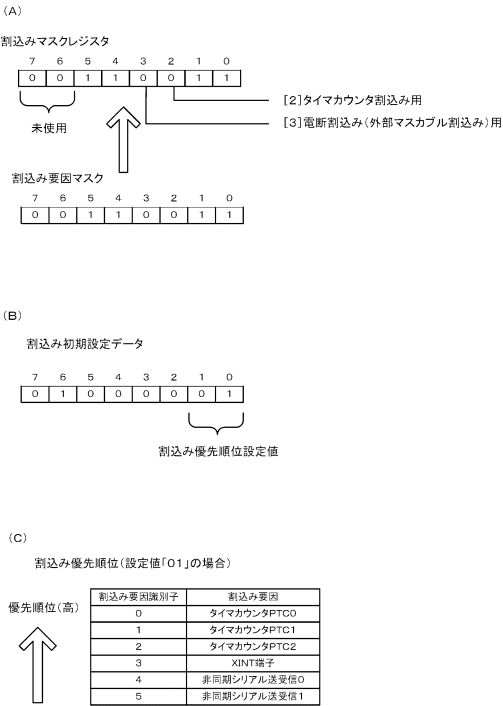 (A)
割込みマスクレジスタ
7 6 5 4 3 2 1 0
0 0 1 1 0 0 1 1
[2]タイマカウンタ割込み用
[3]電断割込み(外部マスカブル割込み)用
未使用
割込み要因マスク
7 6 5 4 3 2 1 0
0 0 1 1 0 0 1 1
(B)
割込み初期設定データ
7 6 5 4 3 2 1 0
0 1 0 0 0 0 0 1
割込み優先順位設定値
(C)
割込み優先順位(設定値「01」の場合)
優先順位(高)
割込み要因識別子 割込み要因
0 タイマカウンタPTC0
1 タイマカウンタPTC1
2 タイマカウンタPTC2
3 XINT端子
4 非同期シリアル送受信0
5 非同期シリアル送受信1